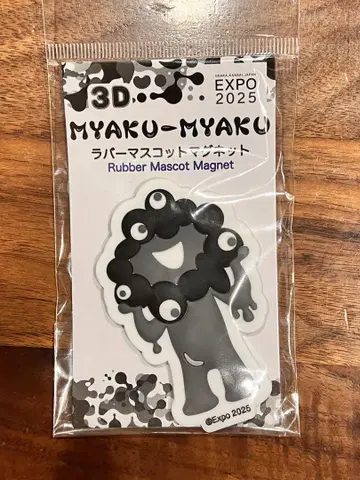 3D
OSAKA, KANSAI, JAPAN
EXPO
2025
MYAKU-MYAKU
ラバーマスコットマグネット
Rubber Mascot Magnet
©Expo 2025